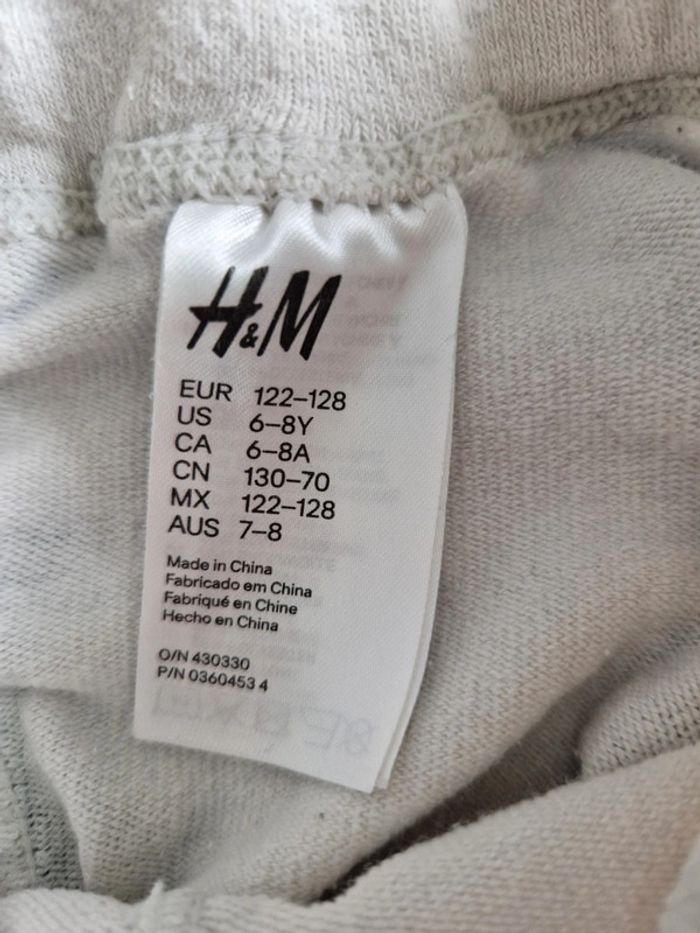 H&M
EUR 122–128
US 6–8Y
CA 6–8A
CN 130–70
MX 122–128
AUS 7–8
Made in China
Fabricado em China
Fabriqué en Chine
Hecho en China
O/N 430330
P/N 0360453 4